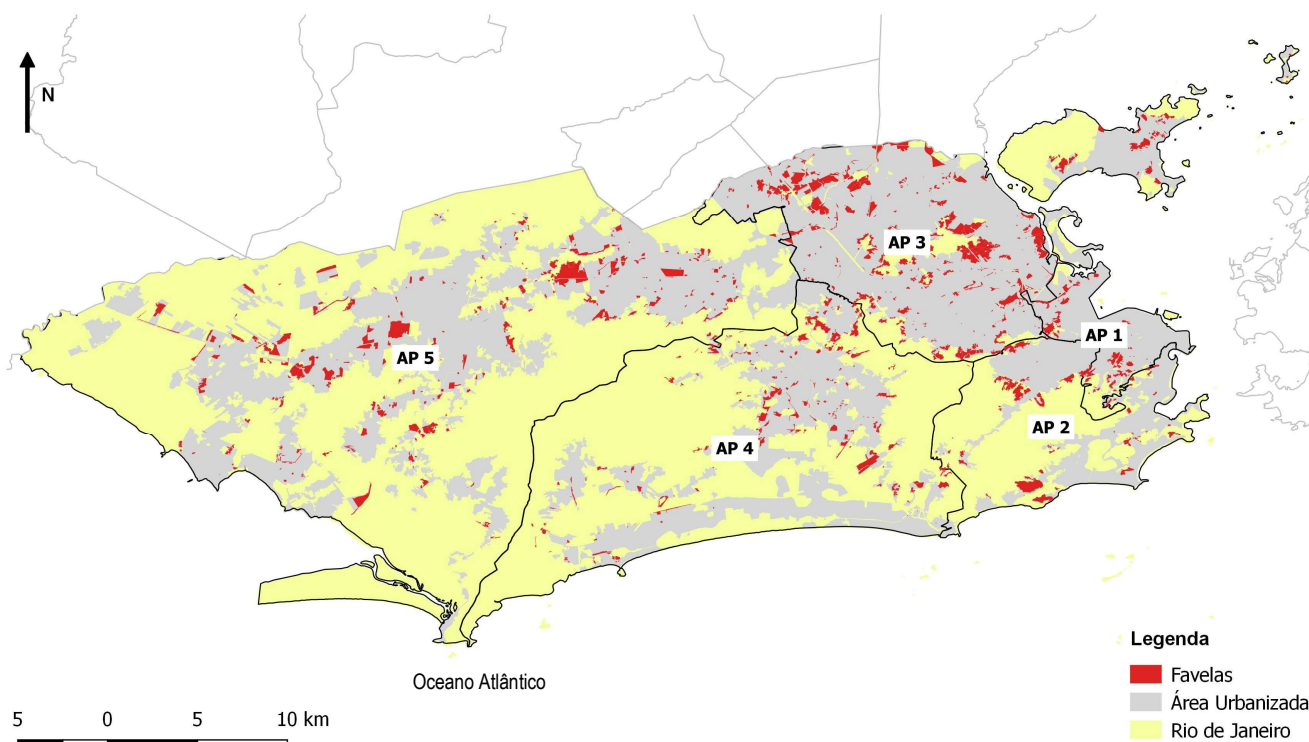 N
AP 3
AP 1
AP 5
AP 2
AP 4
Oceano Atlântico
5 0 5 10 km
Legenda
Favelas
Área Urbanizada
Rio de Janeiro